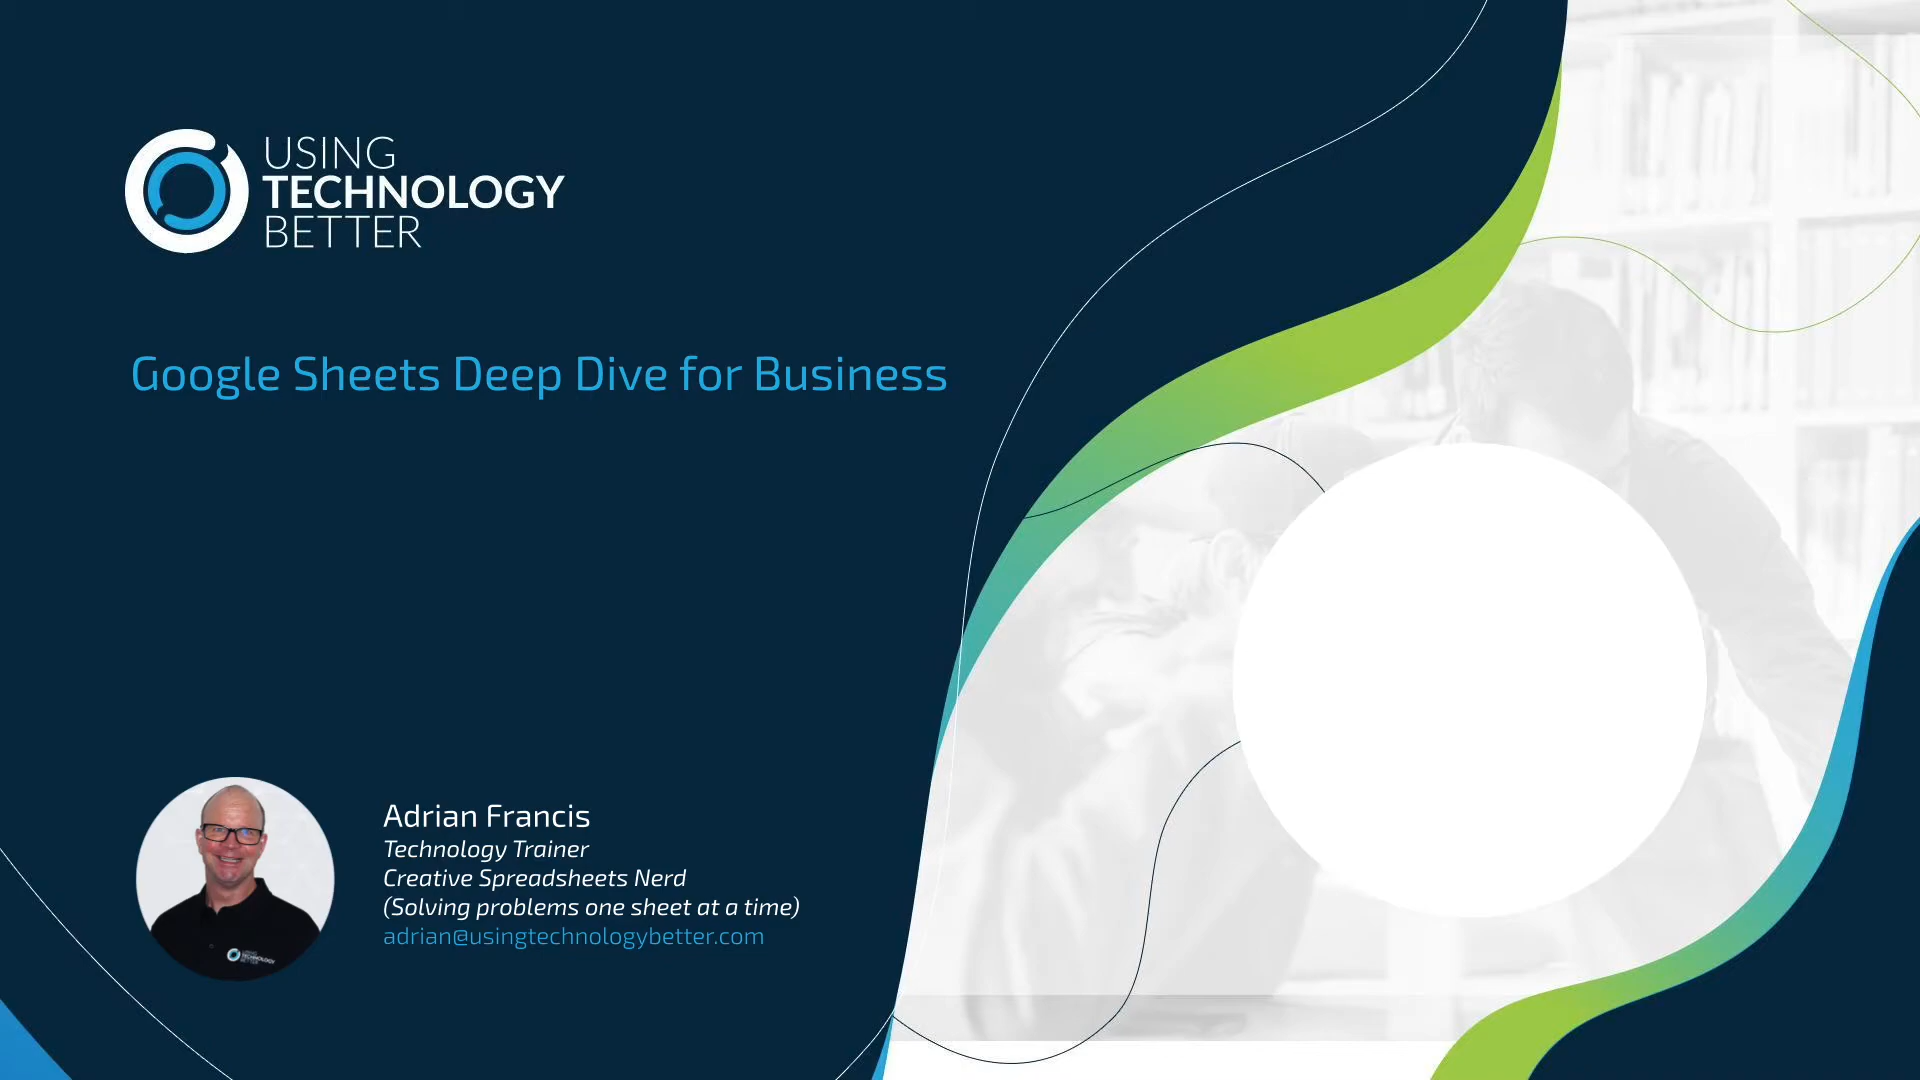 USING
TECHNOLOGY
BETTER
Google Sheets Deep Dive for Business
Adrian Francis
Technology Trainer
Creative Spreadsheets Nerd
(Solving problems one sheet at a time)
adrian@usingtechnologybetter.com